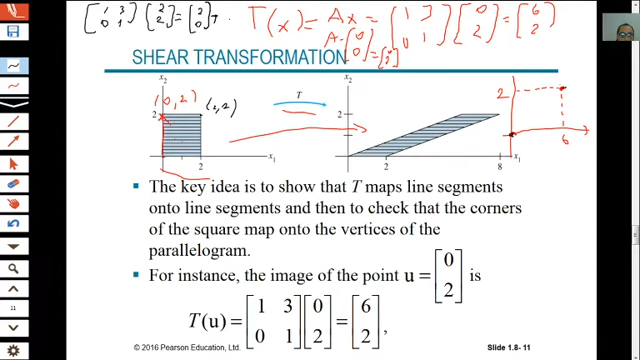 [1 3 0 1] [2 2] = [2 0] T(x) = Ax = [1 3 0 1] [0 2] = [6 2]
A · [0 0] = [0 0]
SHEAR TRANSFORMATION
x2 T x2
(0, 2) (2, 2) 2
2 2
2 x1 2 8 x1 6
The key idea is to show that T maps line segments
onto line segments and then to check that the corners
of the square map onto the vertices of the
parallelogram.
For instance, the image of the point u = [0 2] is
T(u) = [1 3 0 1] [0 2] = [6 2],
© 2016 Pearson Education, Ltd. Slide 1.8- 11
11